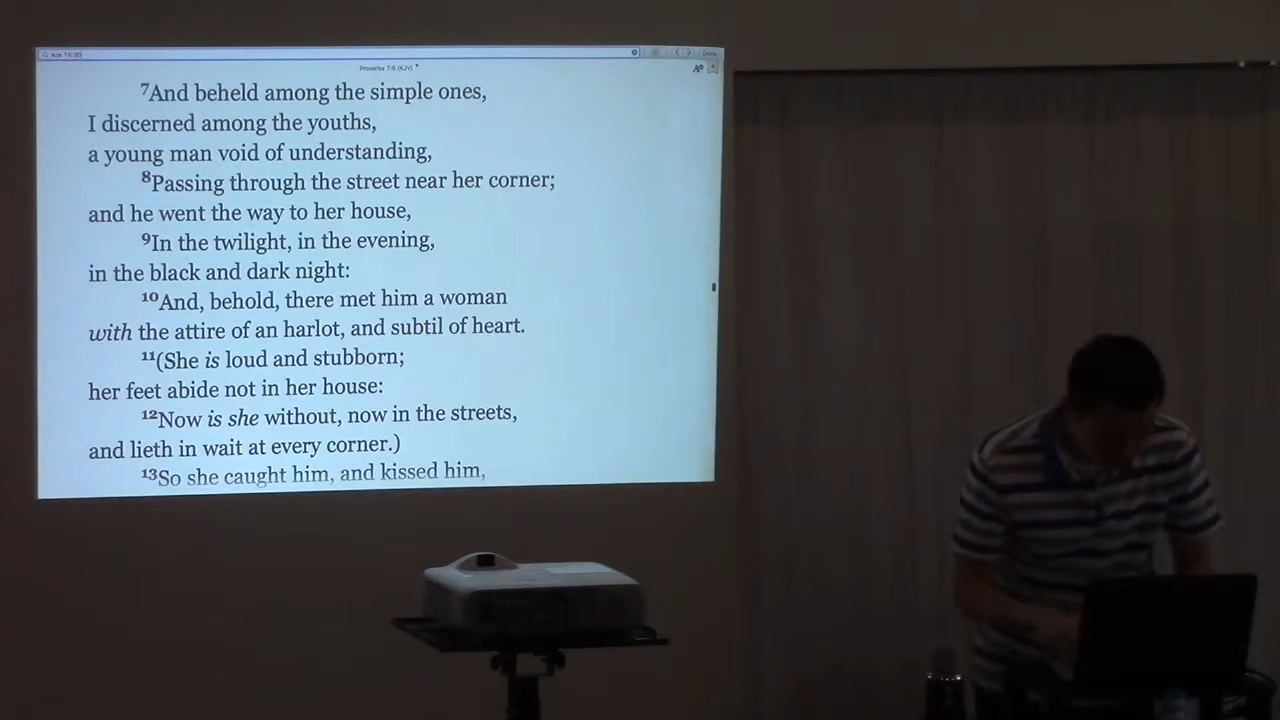 Proverbs 7:8 (KJV)
7And beheld among the simple ones,
I discerned among the youths,
a young man void of understanding,
8Passing through the street near her corner;
and he went the way to her house,
9In the twilight, in the evening,
in the black and dark night:
10And, behold, there met him a woman
with the attire of an harlot, and subtil of heart.
11(She is loud and stubborn;
her feet abide not in her house:
12Now is she without, now in the streets,
and lieth in wait at every corner.)
13So she caught him, and kissed him,